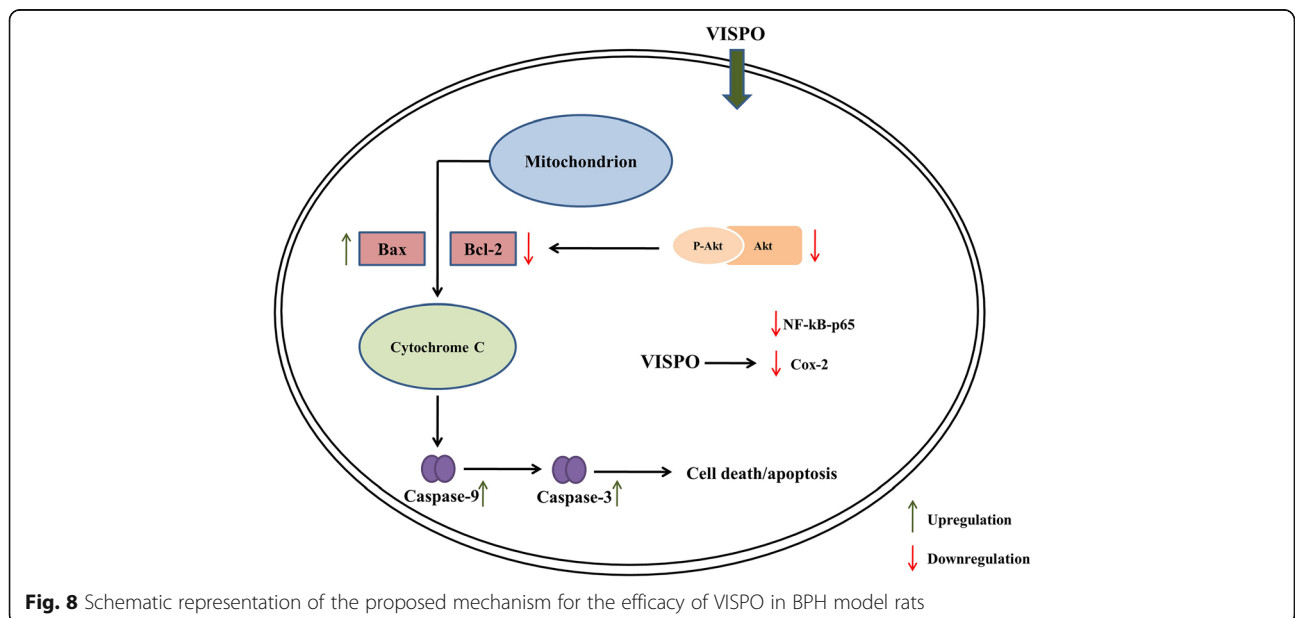 VISPO
Mitochondrion
Bax
Bcl-2
P-Akt
Akt
NF-kB-p65
Cytochrome C
VISPO
Cox-2
Caspase-9
Caspase-3
Cell death/apoptosis
Upregulation
Downregulation
Fig. 8 Schematic representation of the proposed mechanism for the efficacy of VISPO in BPH model rats